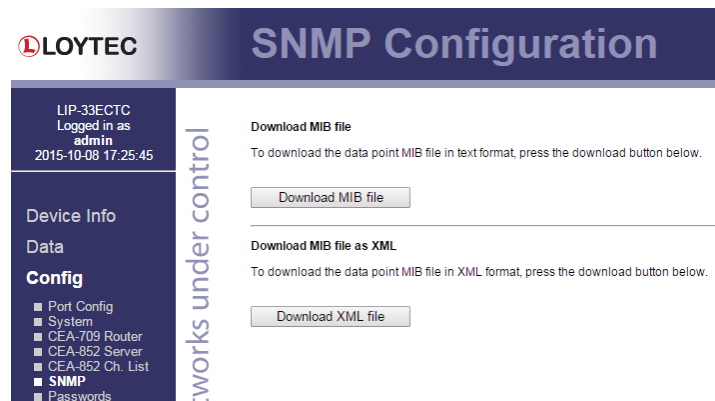 LOYTEC
SNMP Configuration
LIP-33ECTC
Logged in as
admin
2015-10-08 17:25:45
Device Info
Data
Config
Port Config
System
CEA-709 Router
CEA-852 Server
CEA-852 Ch. List
SNMP
Passwords
under control
Download MIB file
To download the data point MIB file in text format, press the download button below.
Download MIB file
Download MIB file as XML
To download the data point MIB file in XML format, press the download button below.
Download XML file